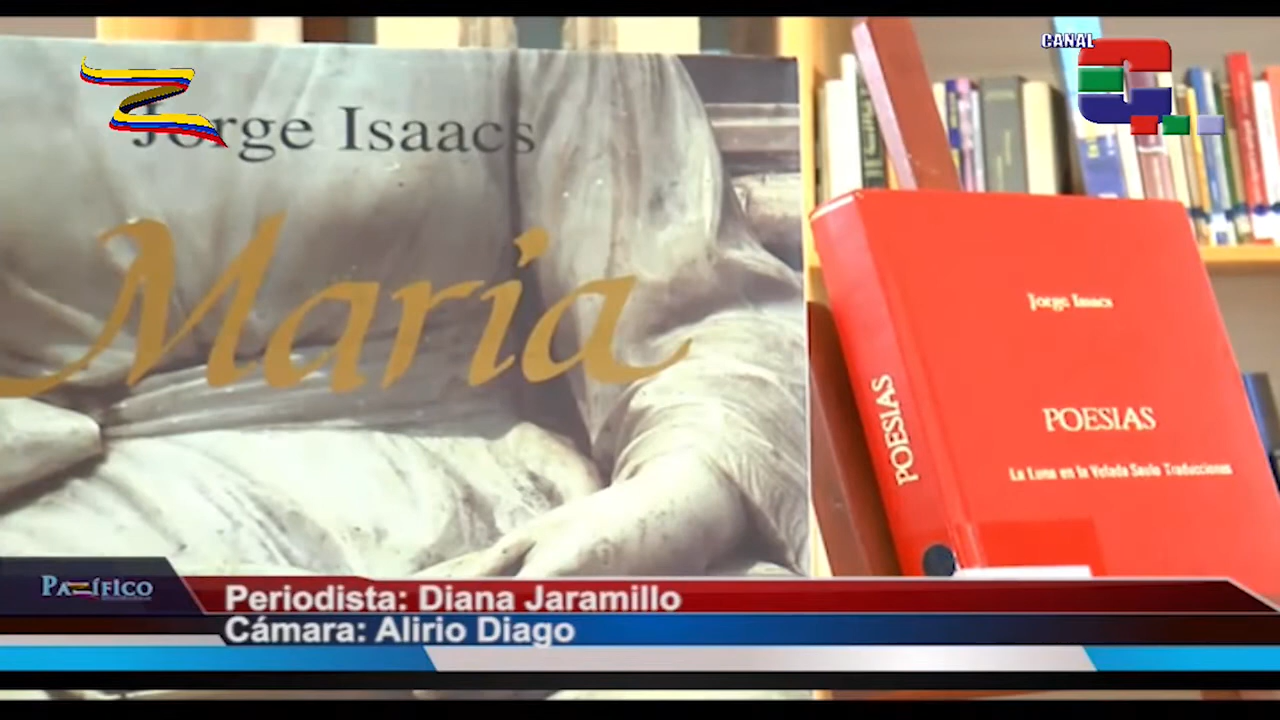 CANAL
Jorge Isaacs
María
Jorge Isaacs
POESIAS
POESIAS
La Luna en la Velada Saulo Traducciones
PAZÍFICO
Periodista: Diana Jaramillo
Cámara: Alirio Diago